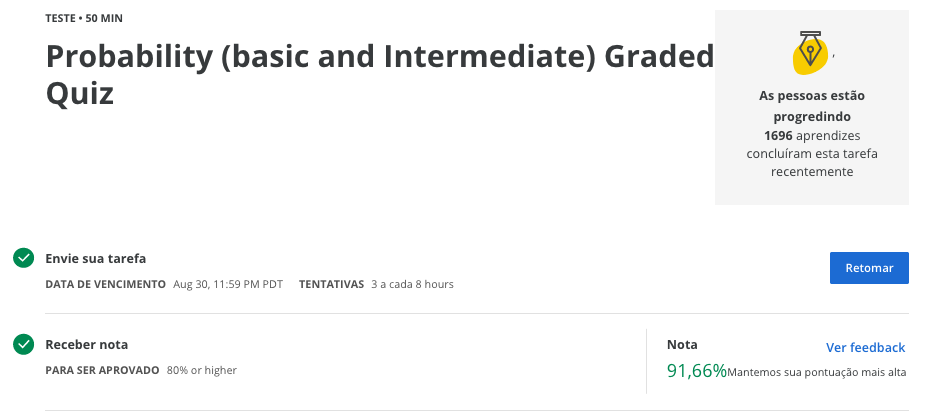 TESTE • 50 MIN
Probability (basic and Intermediate) Graded
Quiz
As pessoas estão
progredindo
1696 aprendizes
concluíram esta tarefa
recentemente
Envie sua tarefa
DATA DE VENCIMENTO Aug 30, 11:59 PM PDT TENTATIVAS 3 a cada 8 hours
Retomar
Receber nota
PARA SER APROVADO 80% or higher
Nota
Ver feedback
91,66%Mantemos sua pontuação mais alta